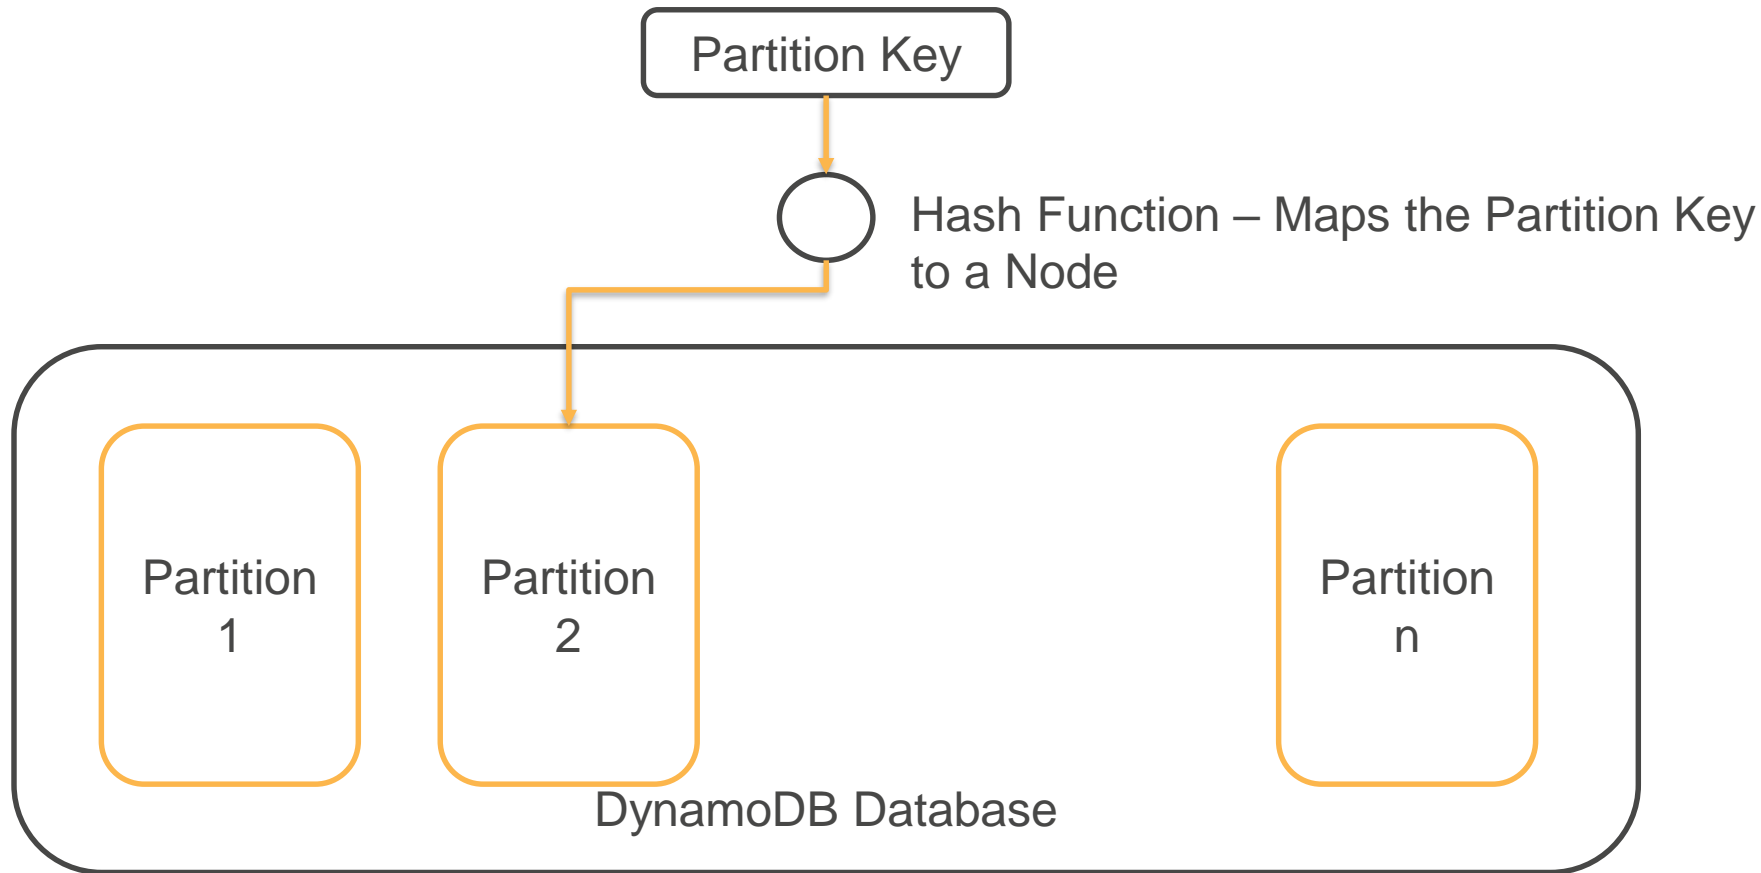 Partition Key
Hash Function – Maps the Partition Key
to a Node
Partition
1
Partition
2
Partition
n
DynamoDB Database